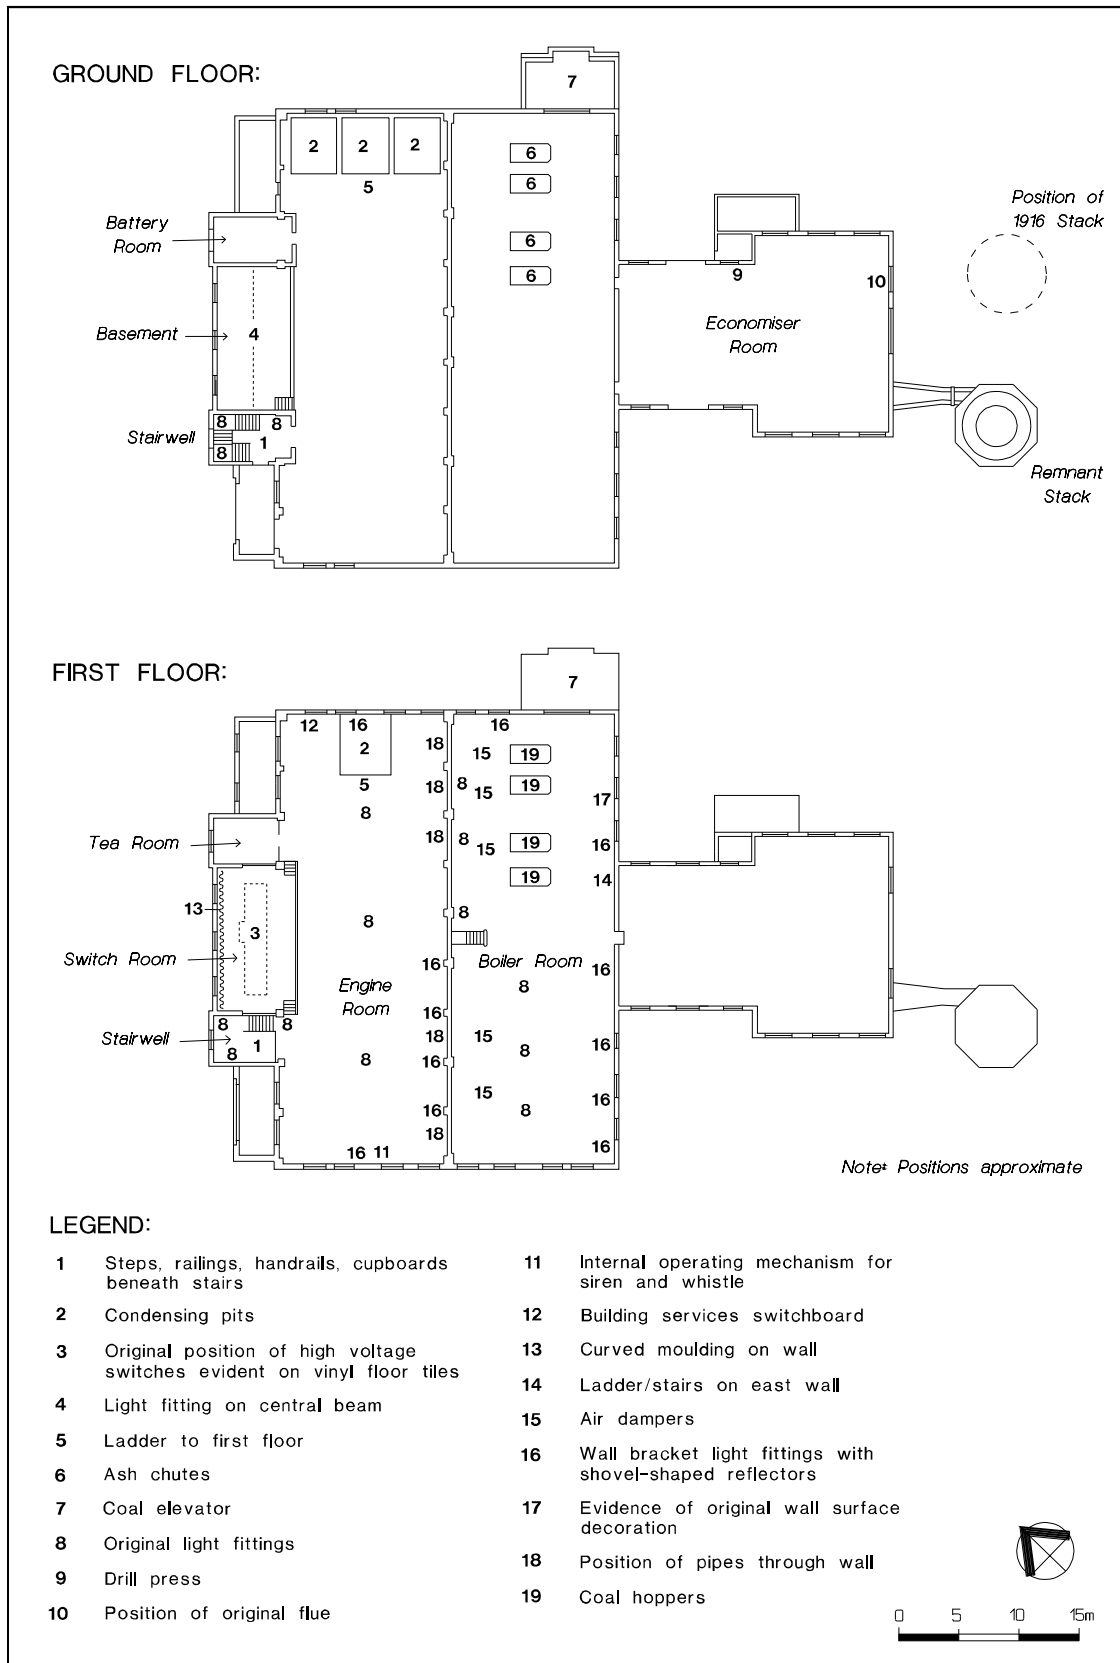 GROUND FLOOR:
7
2 2 2
6
5
6
Battery
Room
Position of
1916 Stack
6
6
9
10
Basement
4
Economiser
Room
8 8
Stairwell
1
8
Remnant
Stack
FIRST FLOOR:
7
12 16 16
18
2
15 19
5 18 8 15 19
17
8
Tea Room
18 8 15 19 16
19 14
13
8 8
3
Switch Room
16
Boiler Room
16
Engine
Room
8
16
8 8
Stairwell
1
8
18
15
16
8
16
8
15
16
16
8
18
16
16 11
Note: Positions approximate
LEGEND:
1 Steps, railings, handrails, cupboards
beneath stairs
2 Condensing pits
3 Original position of high voltage
switches evident on vinyl floor tiles
4 Light fitting on central beam
5 Ladder to first floor
6 Ash chutes
7 Coal elevator
8 Original light fittings
9 Drill press
10 Position of original flue
11 Internal operating mechanism for
siren and whistle
12 Building services switchboard
13 Curved moulding on wall
14 Ladder/stairs on east wall
15 Air dampers
16 Wall bracket light fittings with
shovel-shaped reflectors
17 Evidence of original wall surface
decoration
18 Position of pipes through wall
19 Coal hoppers
0 5 10 15m